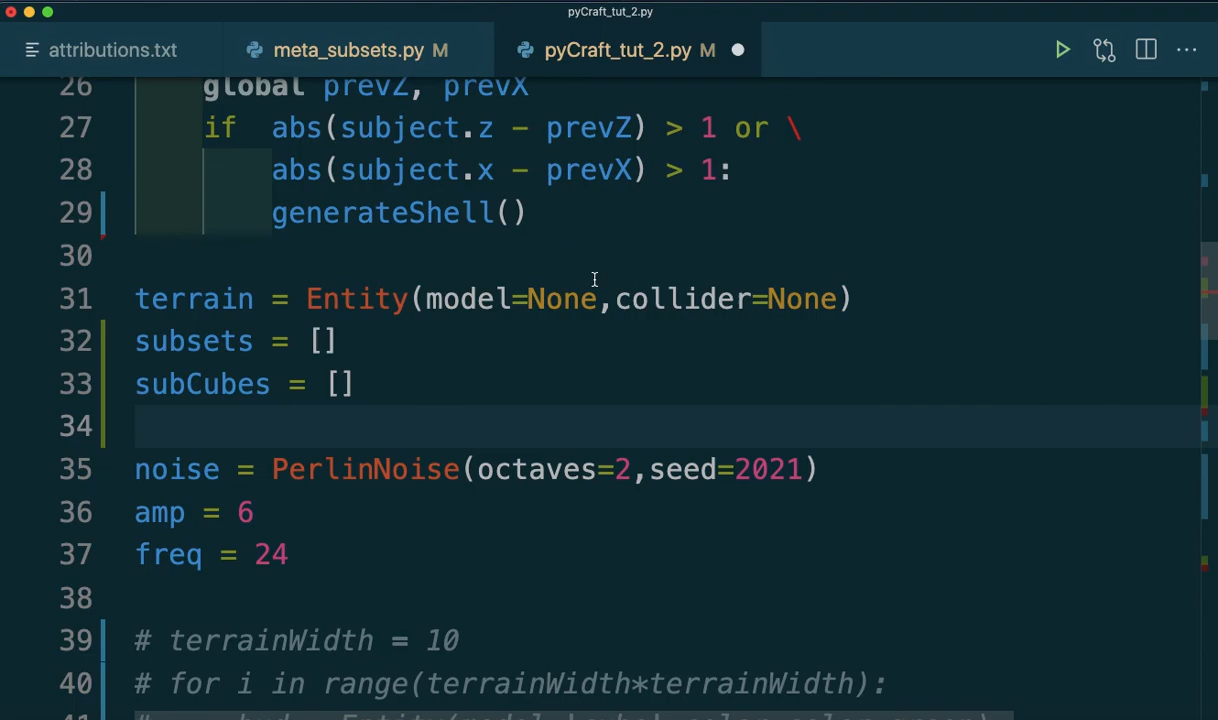 pyCraft_tut_2.py
attributions.txt meta_subsets.py M pyCraft_tut_2.py M
26 global prevZ, prevX
27 if abs(subject.z - prevZ) > 1 or \
28 abs(subject.x - prevX) > 1:
29 generateShell()
30
31 terrain = Entity(model=None,collider=None)
32 subsets = []
33 subCubes = []
34
35 noise = PerlinNoise(octaves=2,seed=2021)
36 amp = 6
37 freq = 24
38
39 # terrainWidth = 10
40 # for i in range(terrainWidth*terrainWidth):